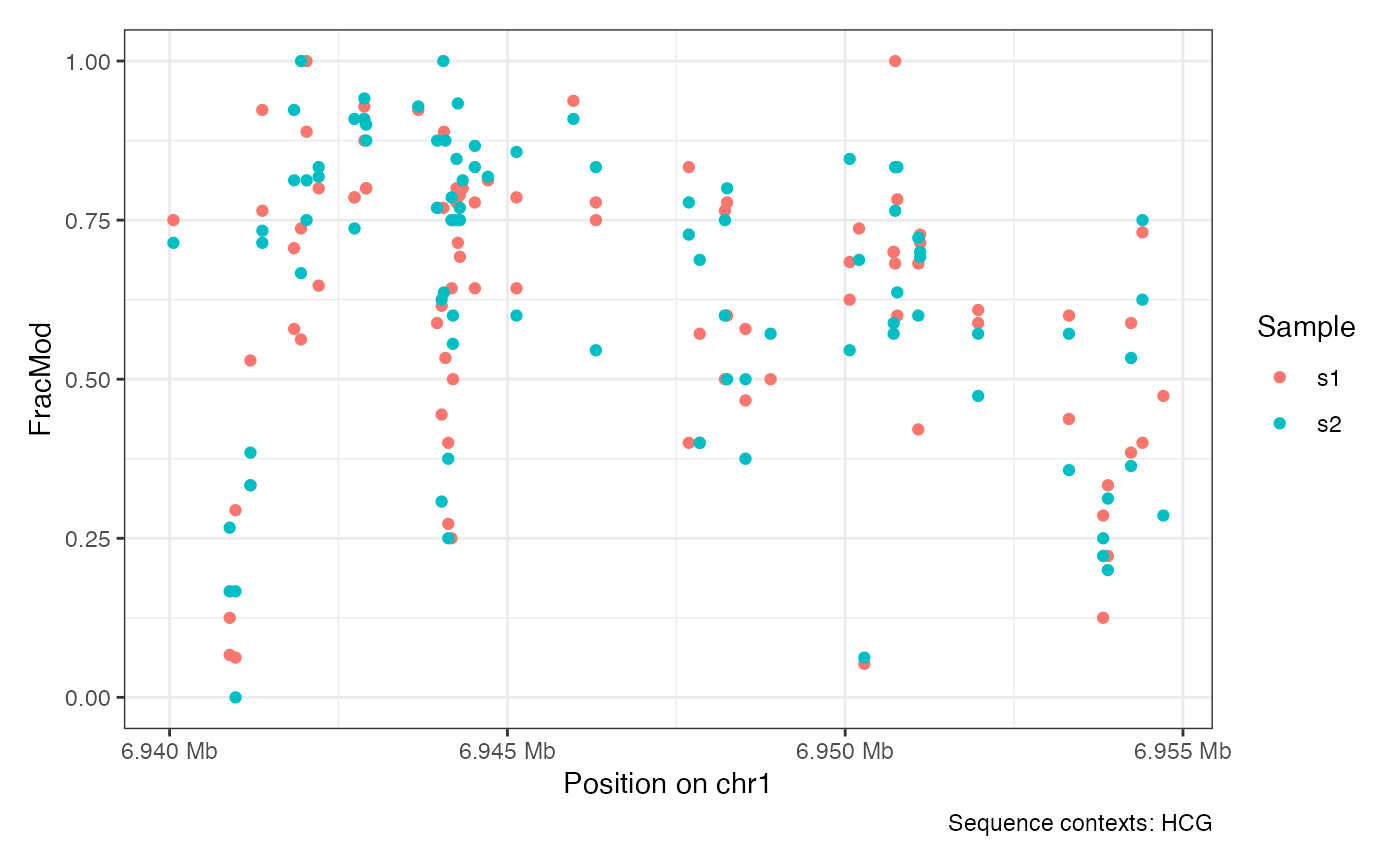 1.00
0.75
0.50
0.25
0.00
FracMod
6.940 Mb
6.945 Mb
6.950 Mb
6.955 Mb
Position on chr1
Sequence contexts: HCG
Sample
s1
s2